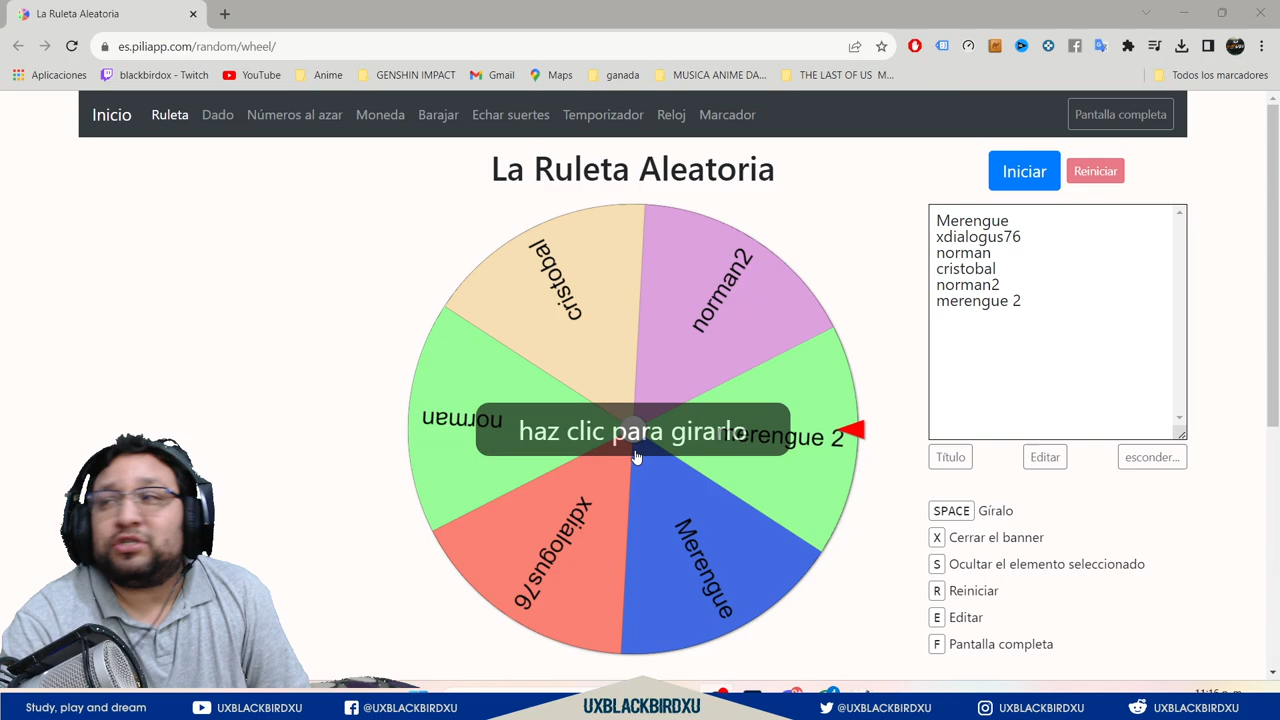 La Ruleta Aleatoria
es.piliapp.com/random/wheel/
Aplicaciones blackbirdox - Twitch YouTube Anime GENSHIN IMPACT Gmail Maps ganada MUSICA ANIME DA... THE LAST OF US M... Todos los marcadores
Inicio Ruleta Dado Números al azar Moneda Barajar Echar suertes Temporizador Reloj Marcador Pantalla completa
La Ruleta Aleatoria
Iniciar Reiniciar
cristobal
norman2
norman
haz clic para girarlo
merengue 2
xdialogus76
Merengue
Merengue
xdialogus76
norman
cristobal
norman2
merengue 2
Título Editar esconder...
SPACE Gíralo
X Cerrar el banner
S Ocultar el elemento seleccionado
R Reiniciar
E Editar
F Pantalla completa
Study, play and dream UXBLACKBIRDXU @UXBLACKBIRDXU UXBLACKBIRDXU @UXBLACKBIRDXU UXBLACKBIRDXU UXBLACKBIRDXU